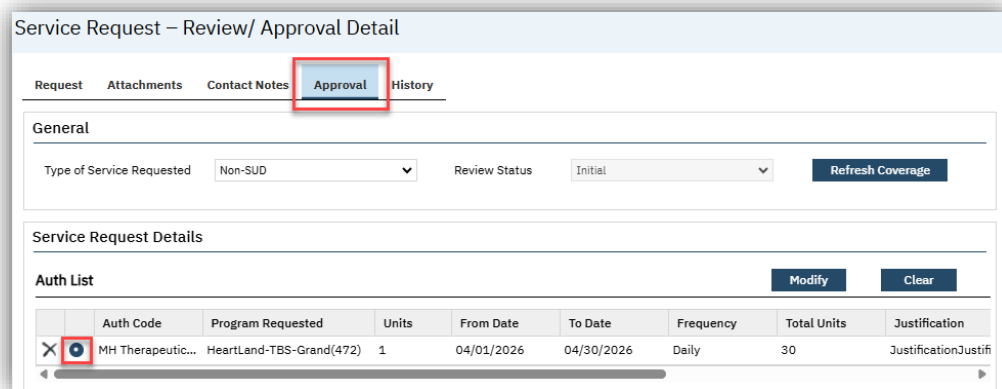 Service Request – Review/ Approval Detail
Request Attachments Contact Notes Approval History
General
Type of Service Requested Non-SUD Review Status Initial Refresh Coverage
Service Request Details
Auth List Modify Clear
Auth Code Program Requested Units From Date To Date Frequency Total Units Justification
MH Therapeutic... HeartLand-TBS-Grand(472) 1 04/01/2026 04/30/2026 Daily 30 JustificationJustifi